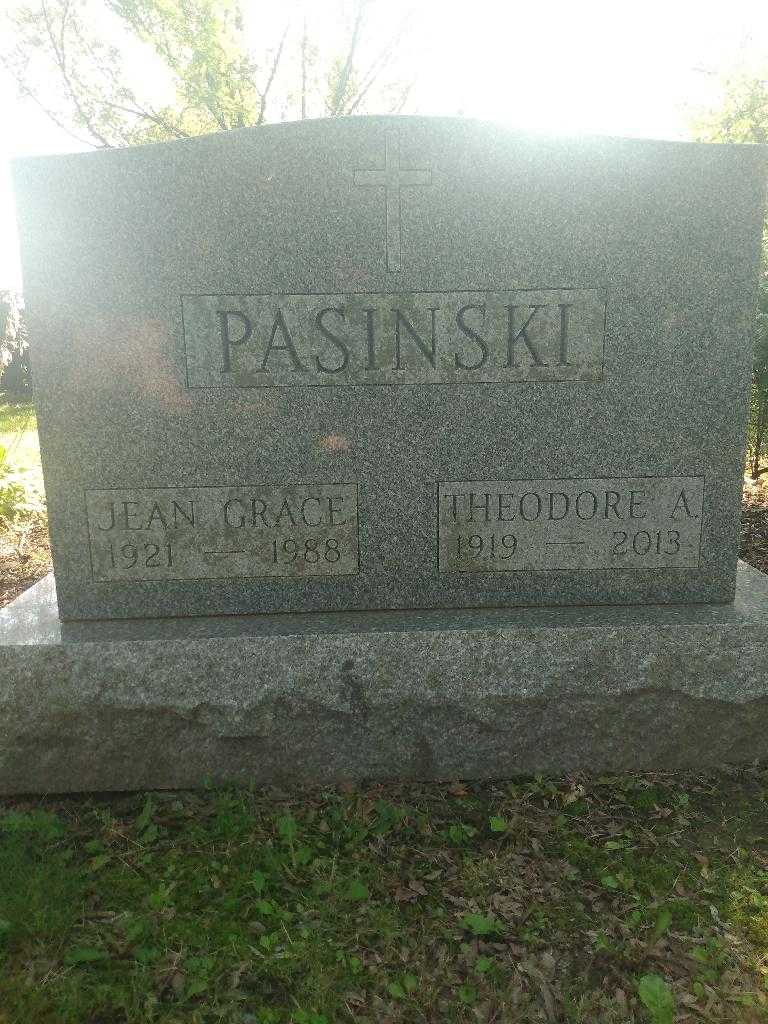 PASINSKI
JEAN GRACE
1921 — 1988
THEODORE A.
1919 — 2013